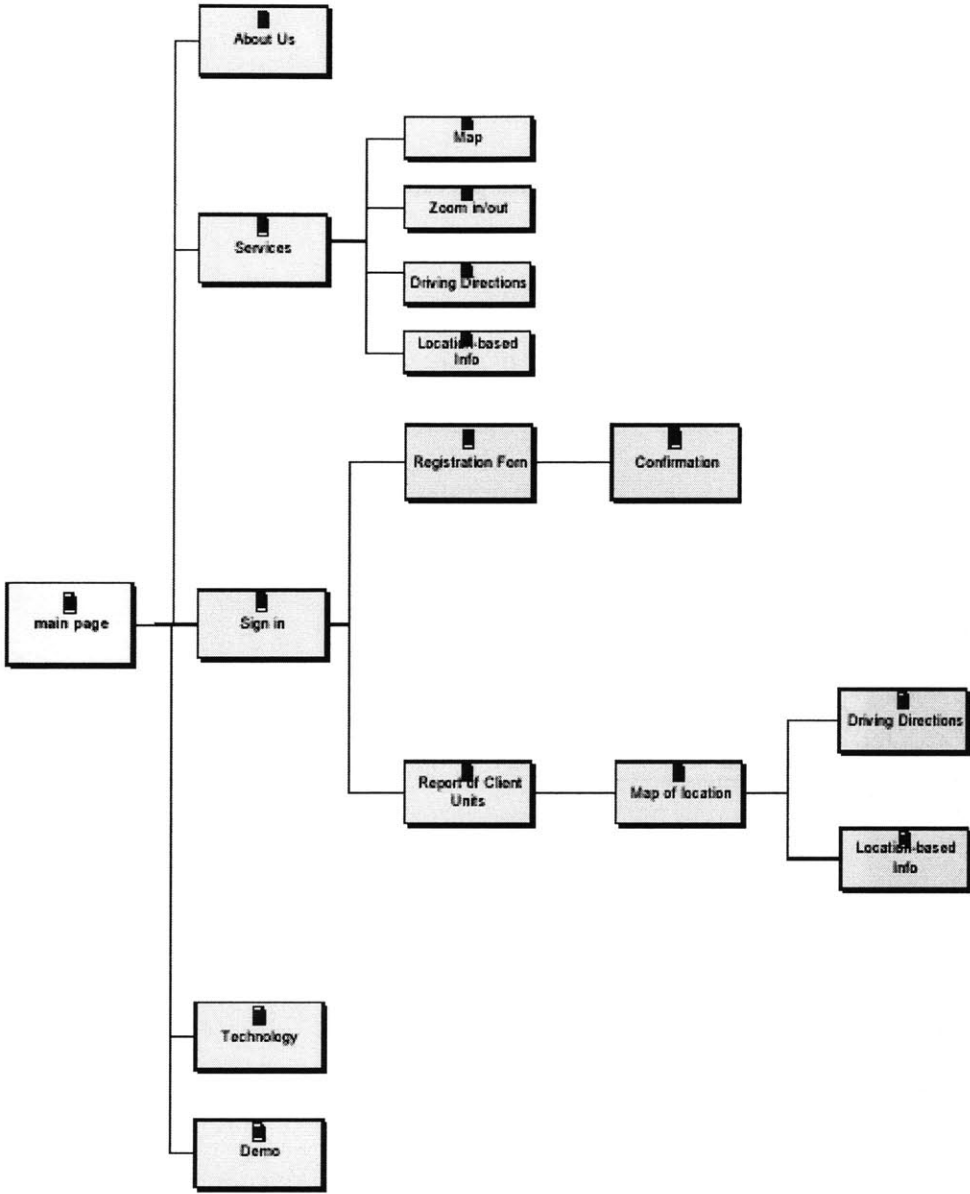 About Us
Map
Zoom in/out
Services
Driving Directions
Location-based
Info
Registration Forn
Confirmation
main page
Sign in
Driving Directions
Report of Client
Units
Map of location
Location-based
Info
Technology
Demo